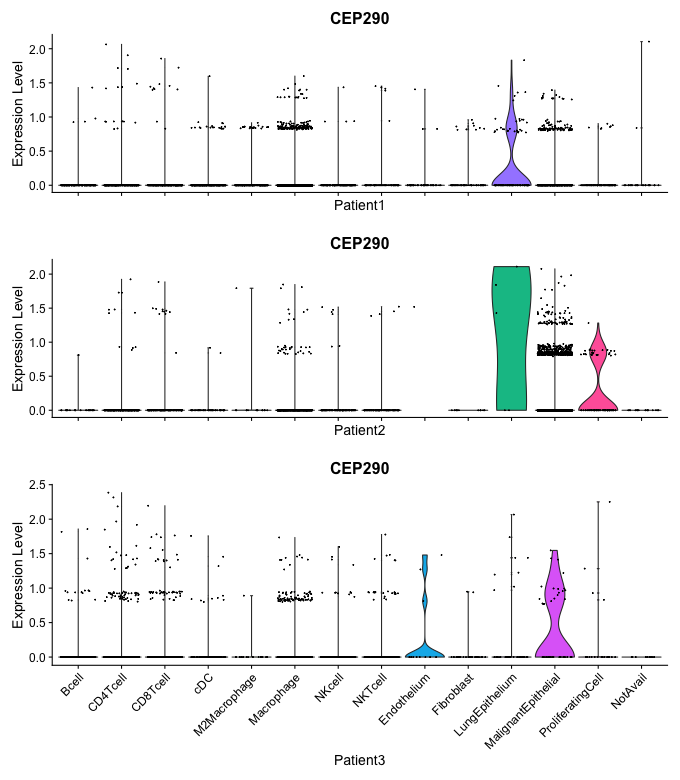 CEP290
Expression Level
2.0
1.5
1.0
0.5
0.0
Patient1
CEP290
Expression Level
2.0
1.5
1.0
0.5
0.0
Patient2
CEP290
Expression Level
2.5
2.0
1.5
1.0
0.5
0.0
Bcell
CD4Tcell
CD8Tcell
cDC
M2Macrophage
Macrophage
NKcell
NKTcell
Endothelium
Fibroblast
LungEpithelium
MalignantEpithelial
ProliferatingCell
NotAvail
Patient3